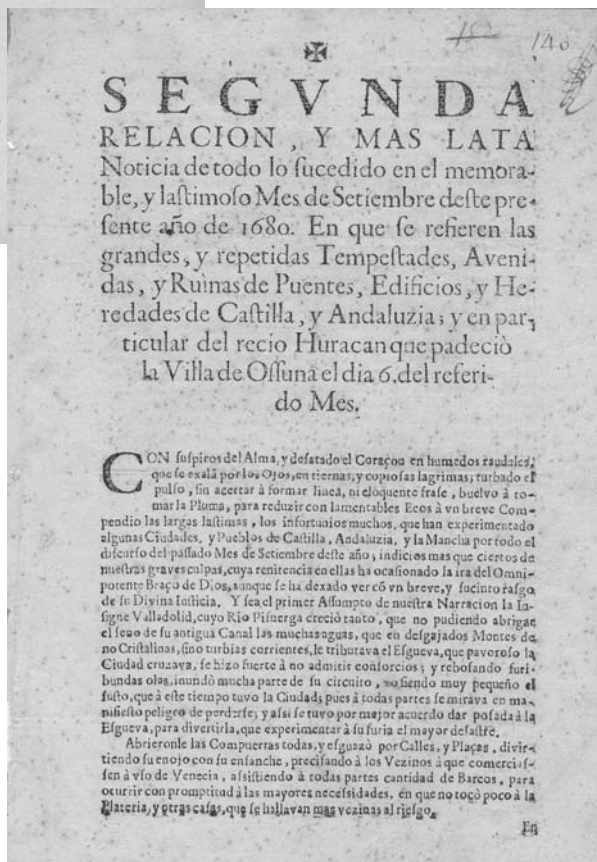 152 140
SEGVNDA
RELACION, Y MAS LATA
Noticia de todo lo ſucedido en el memora-
ble, y laſtimoſo Mes de Setiembre deſte pre-
ſente año de 1680. En que ſe refieren las
grandes, y repetidas Tempeſtades, Aveni-
das, y Ruìnas de Puentes, Edificios, y He-
redades de Caſtilla, y Andaluzia; y en par-
ticular del recio Huracan que padeciò
la Villa de Oſſuna el dia 6. del referi-
do Mes.
CON ſuſpiros del Alma, y deſatado el Coraçon en humedos raudales,
que ſe exalã por los Ojos, en tiernas, y copioſas lagrimas; turbado el
pulſo, ſin acertar à formar linea, ni eloquente fraſe, buelvo à to-
mar la Pluma, para reduzir con lamentables Ecos à vn breve Com-
pendio las largas laſtimas, los infortunios muchos, que han experimentado
algunas Ciudades, y Pueblos de Caſtilla, Andaluzia, y la Mancha por todo el
diſcurſo del paſſado Mes de Setiembre deſte año; indicios mas que ciertos de
nueſtras graves culpas, cuya renitencia en ellas ha ocaſionado la ira del Omni-
potente Braço de Dios, aunque ſe ha dexado ver cõ vn breve, y ſucinto raſgo
de ſu Divina Iuſticia. Y ſea el primer Aſſumpto de nueſtra Narracion la In-
ſigne Valladolid, cuyo Rio Piſuerga creciò tanto, que no pudiendo abrigar
el ſeno de ſu antigua Canal las muchas aguas, que en deſgajados Montes de
no Criſtalinas, ſino turbias corrientes, le tributava el Eſgueva, que pavoroſo la
Ciudad cruzava, ſe hizo fuerte à no admitir conſorcios; y reboſando furi-
bundas olas, inundò mucha parte de ſu circuito, no ſiendo muy pequeño el
ſuſto, que à eſte tiempo tuvo la Ciudad; pues à todas partes ſe mirava en ma-
nifieſto peligro de perderſe; y aſsi ſe tuvo por mejor acuerdo dar poſada à la
Eſgueva, para divertirla, que experimentar à ſu furia el mayor deſaſtre.
Abrieronle las Compuertas todas, y eſguazò por Calles, y Plaças, divir-
tiendo ſu enojo con ſu enſanche, preciſando à los Vezinos à que comerciaſ-
ſen à vſo de Venecia, aſsiſtiendo à todas partes cantidad de Barcos, para
ocurrir con promptitud à las mayores neceſsidades, en que no tocò poco à la
Plateria, y otras caſas, que ſe hallavan mas vezinas al rieſgo.
En